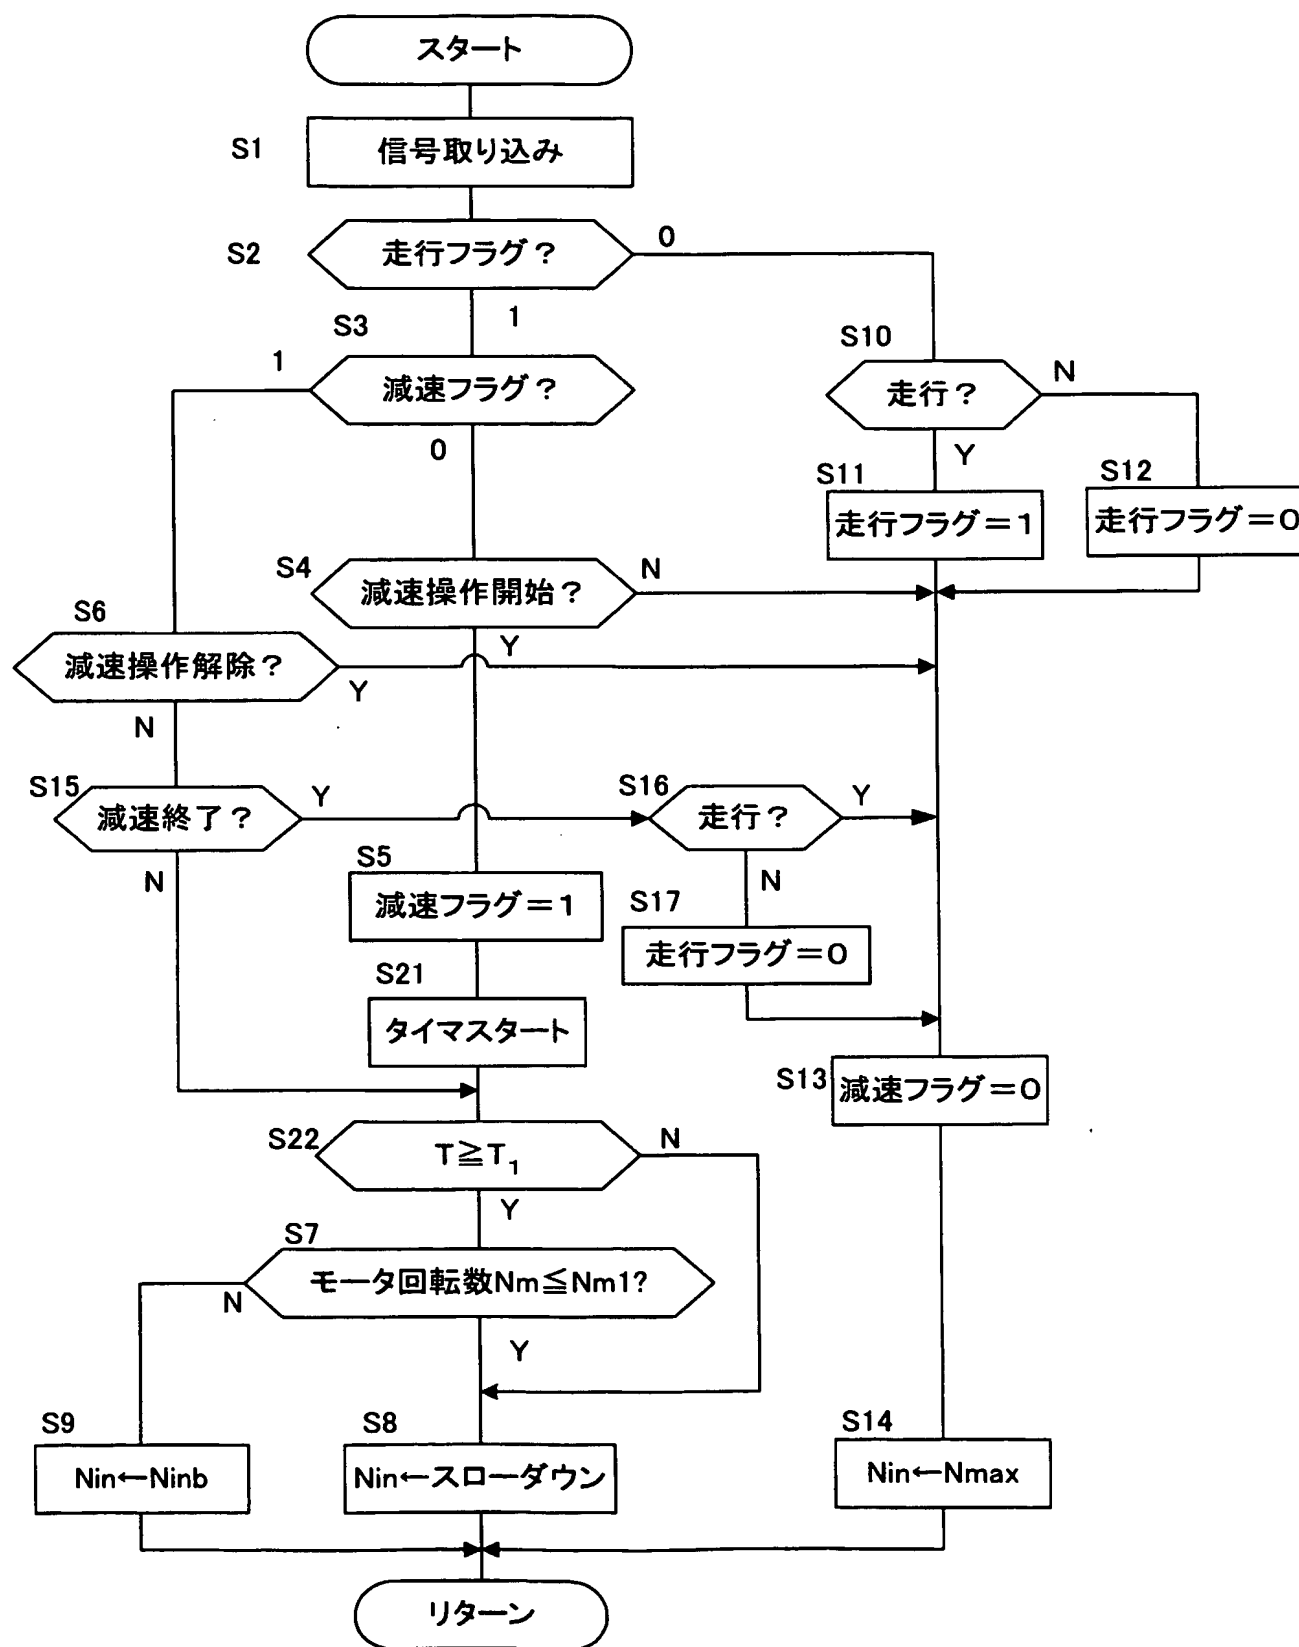 スタート
S1
信号取り込み
S2
走行フラグ？
0
1
S3
1
減速フラグ？
0
S10
走行？
N
Y
S11
走行フラグ＝1
S12
走行フラグ＝0
S4
減速操作開始？
N
Y
S6
減速操作解除？
Y
N
S15
減速終了？
Y
N
S16
走行？
Y
N
S5
減速フラグ＝1
S17
走行フラグ＝0
S21
タイマスタート
S13
減速フラグ＝0
S22
T≧T₁
N
Y
S7
モータ回転数Nm≦Nm1?
N
Y
S9
Nin←Ninb
S8
Nin←スローダウン
S14
Nin←Nmax
リターン